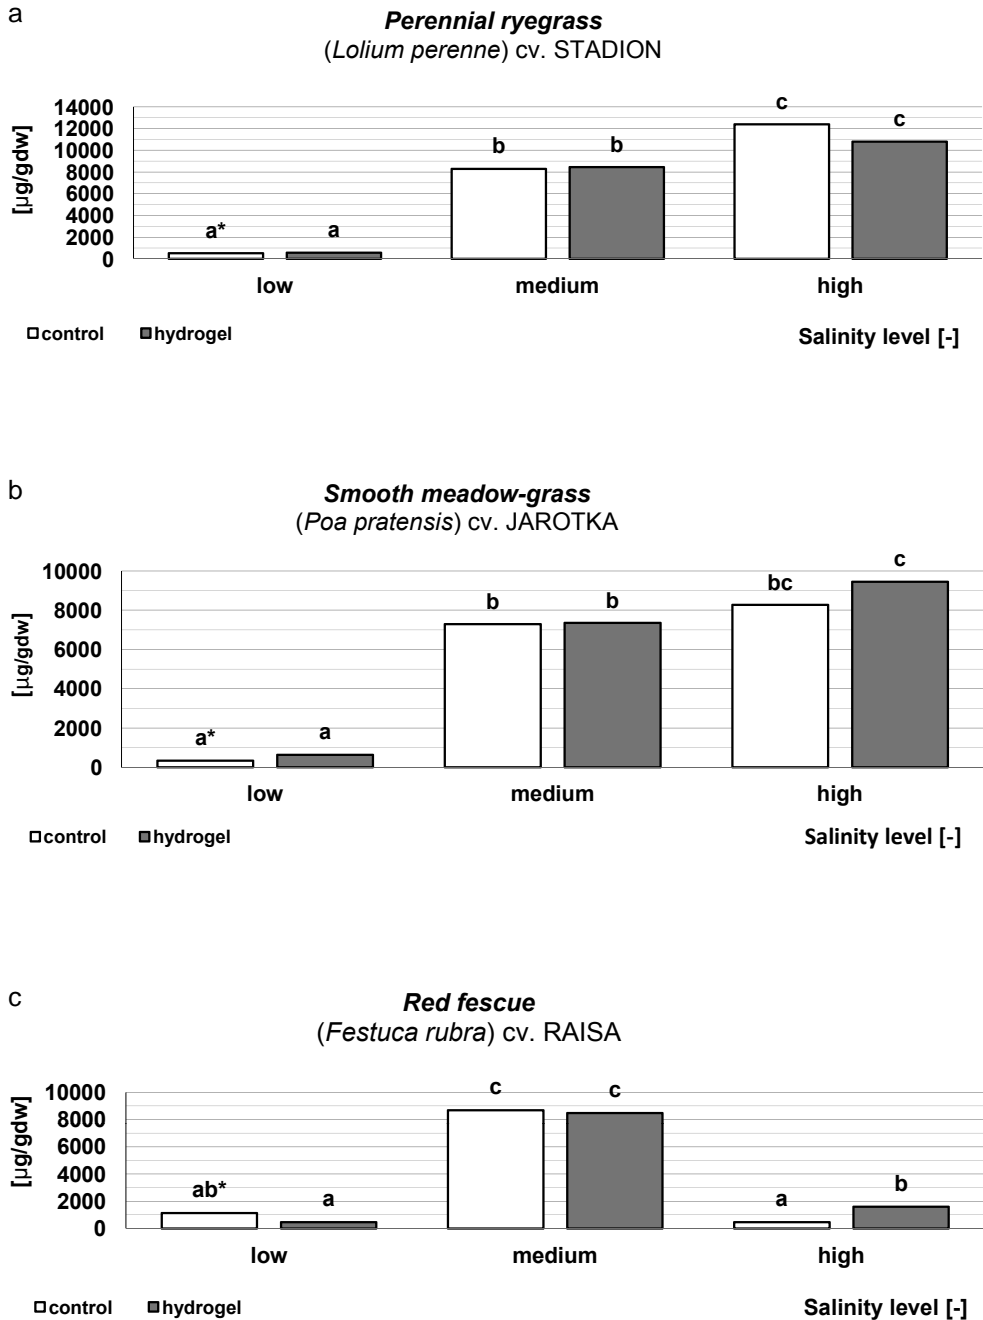 a
Perennial ryegrass
(Lolium perenne) cv. STADION
[µg/gdw]
14000
12000
10000
8000
6000
4000
2000
0
a* a b b c c
low medium high
control hydrogel Salinity level [-]
b
Smooth meadow-grass
(Poa pratensis) cv. JAROTKA
[µg/gdw]
10000
8000
6000
4000
2000
0
a* a b b bc c
low medium high
control hydrogel Salinity level [-]
c
Red fescue
(Festuca rubra) cv. RAISA
[µg/gdw]
10000
8000
6000
4000
2000
0
ab* a c c a b
low medium high
control hydrogel Salinity level [-]